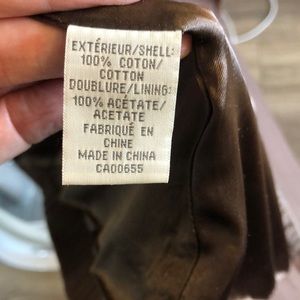 EXTÉRIEUR/SHELL:
100% COTON/
COTTON
DOUBLURE/LINING:
100% ACÉTATE/
ACETATE
FABRIQUÉ EN
CHINE
MADE IN CHINA
CA00655